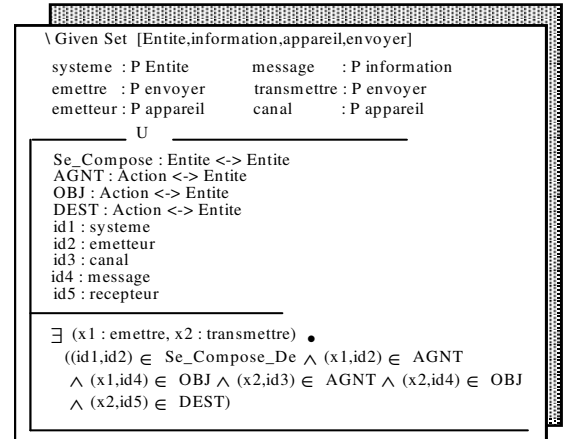 \ Given Set [Entite,information,appareil,envoyer]
systeme : P Entite message : P information
emettre : P envoyer transmettre : P envoyer
emetteur : P appareil canal : P appareil
U
Se_Compose : Entite <-> Entite
AGNT : Action <-> Entite
OBJ : Action <-> Entite
DEST : Action <-> Entite
id1 : systeme
id2 : emetteur
id3 : canal
id4 : message
id5 : recepteur
∃ (x1 : emettre, x2 : transmettre) •
((id1,id2) ∈ Se_Compose_De ∧ (x1,id2) ∈ AGNT
∧ (x1,id4) ∈ OBJ ∧ (x2,id3) ∈ AGNT ∧ (x2,id4) ∈ OBJ
∧ (x2,id5) ∈ DEST)